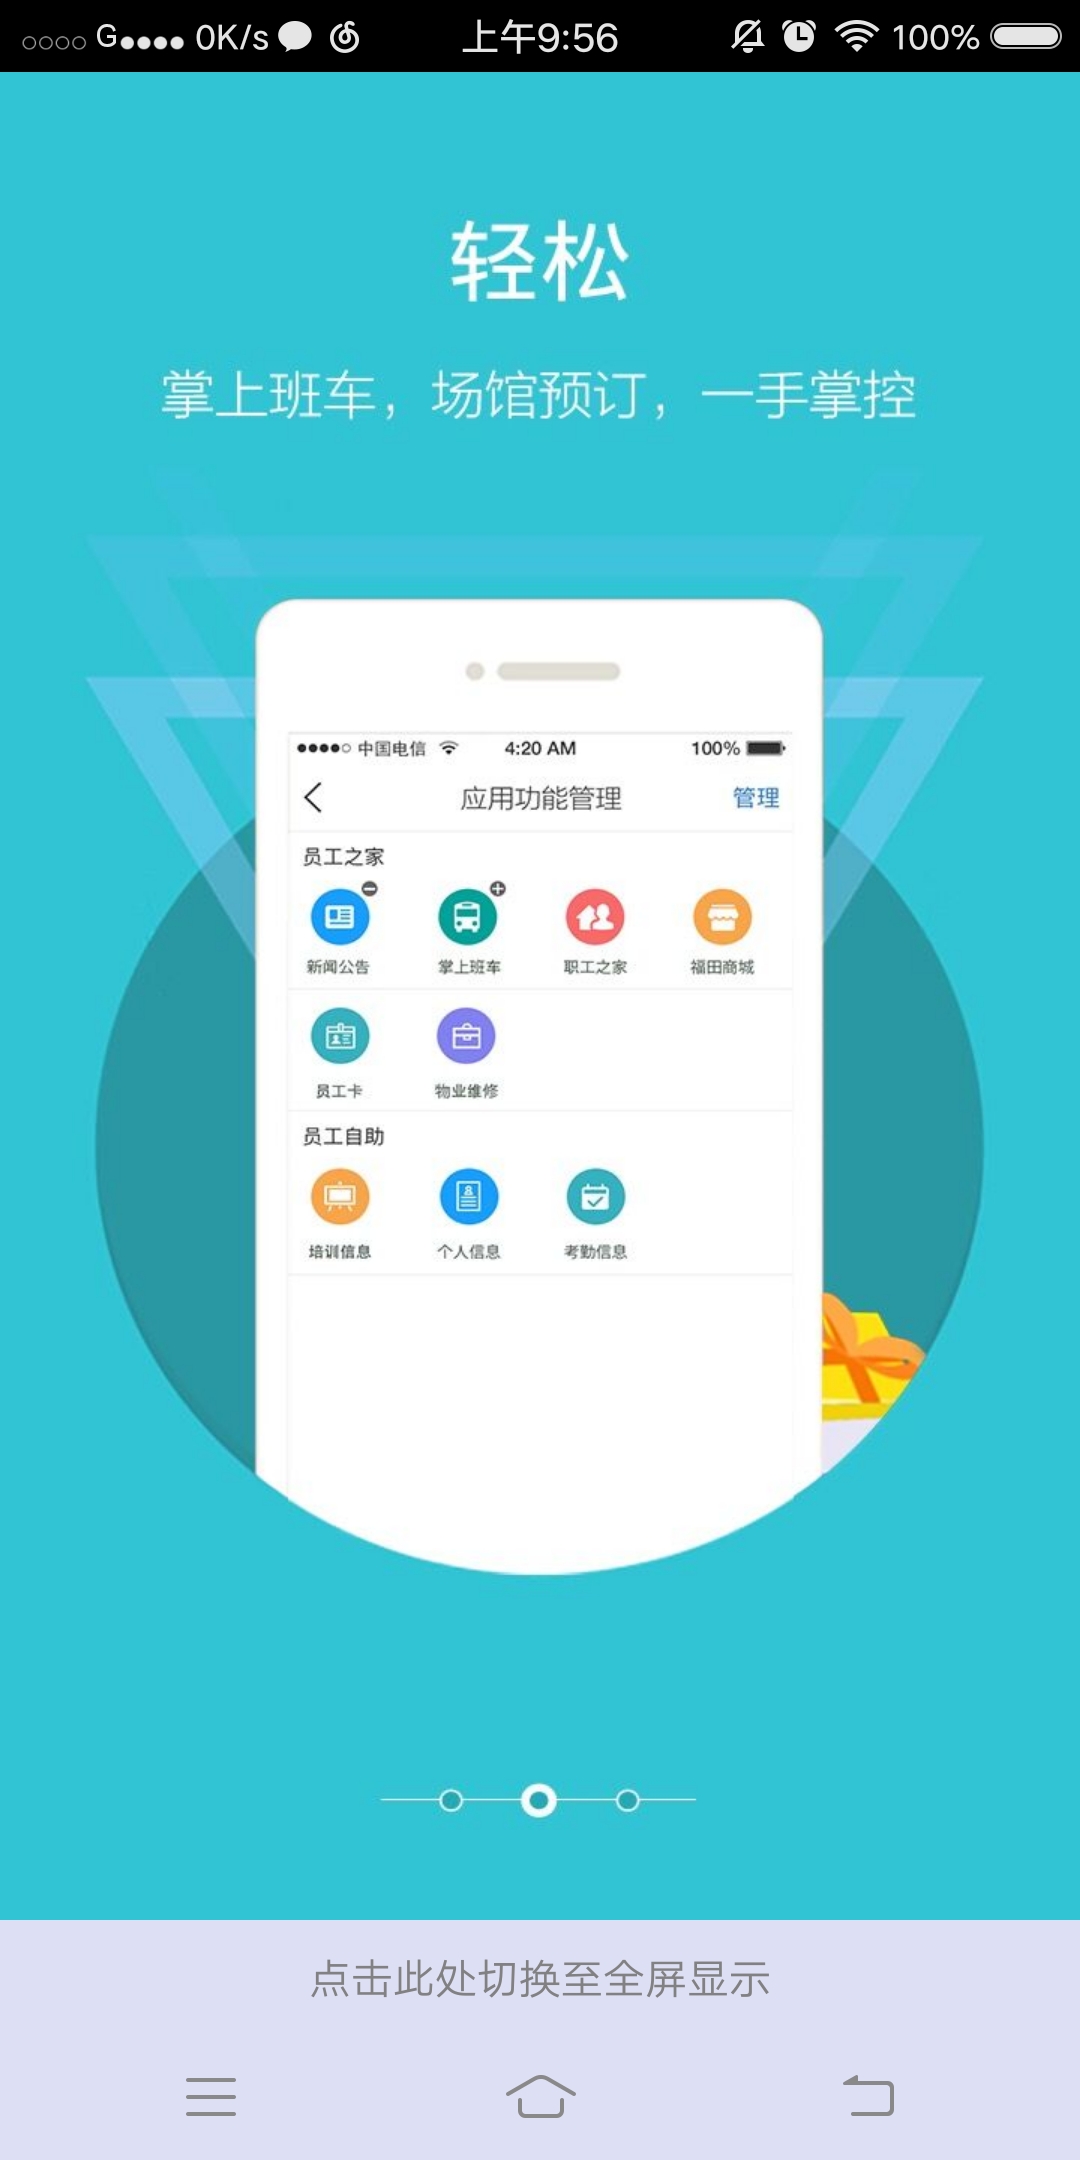 G 0K/s 上午9:56 100%
轻松
掌上班车，场馆预订，一手掌控
中国电信 4:20 AM 100%
应用功能管理 管理
员工之家
新闻公告 掌上班车 职工之家 福田商城
员工卡 物业维修
员工自助
培训信息 个人信息 考勤信息
点击此处切换至全屏显示